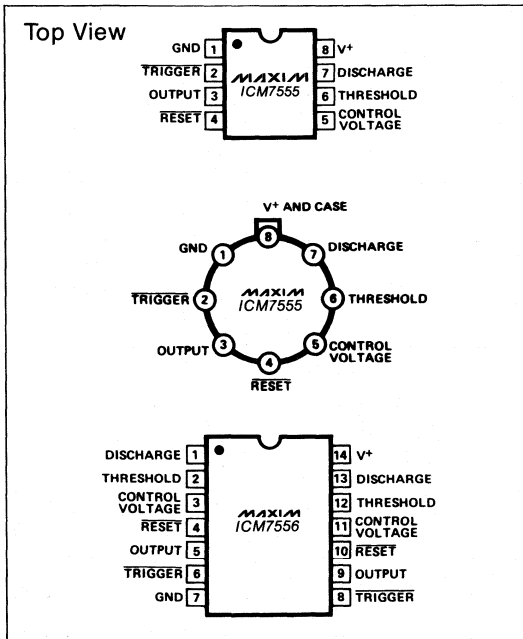 Top View
GND 1
8 V+
TRIGGER 2
7 DISCHARGE
OUTPUT 3
6 THRESHOLD
RESET 4
5 CONTROL
VOLTAGE
MAXIM
ICM7555
V+ AND CASE
8
GND 1
7 DISCHARGE
TRIGGER 2
6 THRESHOLD
MAXIM
ICM7555
OUTPUT 3
5 CONTROL
VOLTAGE
4
RESET
DISCHARGE 1
14 V+
THRESHOLD 2
13 DISCHARGE
CONTROL
VOLTAGE 3
12 THRESHOLD
RESET 4
11 CONTROL
VOLTAGE
MAXIM
ICM7556
OUTPUT 5
10 RESET
TRIGGER 6
9 OUTPUT
GND 7
8 TRIGGER